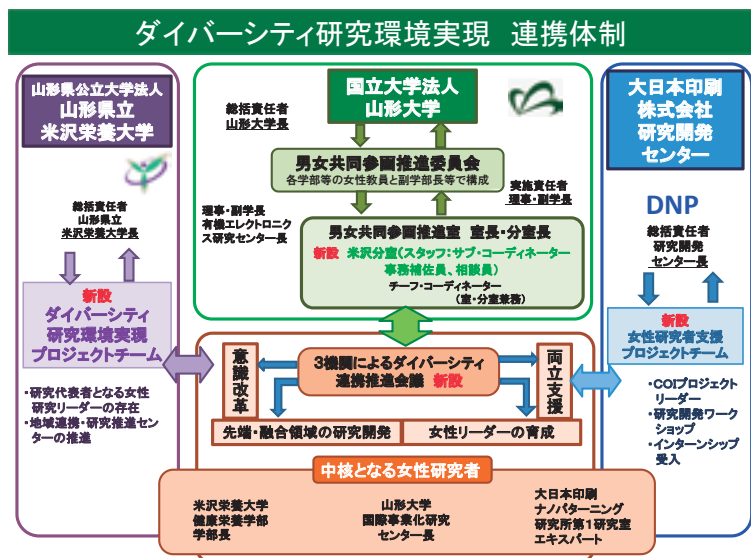 ダイバーシティ研究環境実現 連携体制
山形県公立大学法人
山形県立
米沢栄養大学
総括責任者
山形県立
米沢栄養大学長
新設
ダイバーシティ
研究環境実現
プロジェクトチーム
・研究代表者となる女性
研究リーダーの存在
・地域連携・研究推進セン
ターの推進
国立大学法人
山形大学
総括責任者
山形大学長
男女共同参画推進委員会
各学部等の女性教員と副学部長等で構成
実施責任者
理事・副学長
理事・副学長
有機エレクトロニク
ス研究センター長
男女共同参画推進室 室長・分室長
新設 米沢分室(スタッフ:サブ・コーディネーター
事務補佐員、相談員)
チーフ・コーディネーター
(室・分室兼務)
大日本印刷
株式会社
研究開発
センター
DNP
総括責任者
研究開発
センター長
新設
女性研究者支援
プロジェクトチーム
・COIプロジェクト
リーダー
・研究開発ワーク
ショップ
・インターンシップ
受入
意識改革
3機関によるダイバーシティ
連携推進会議 新設
両立支援
先端・融合領域の研究開発
女性リーダーの育成
中核となる女性研究者
米沢栄養大学
健康栄養学部
学部長
山形大学
国際事業化研究
センター長
大日本印刷
ナノパターニング
研究所第1研究室
エキスパート